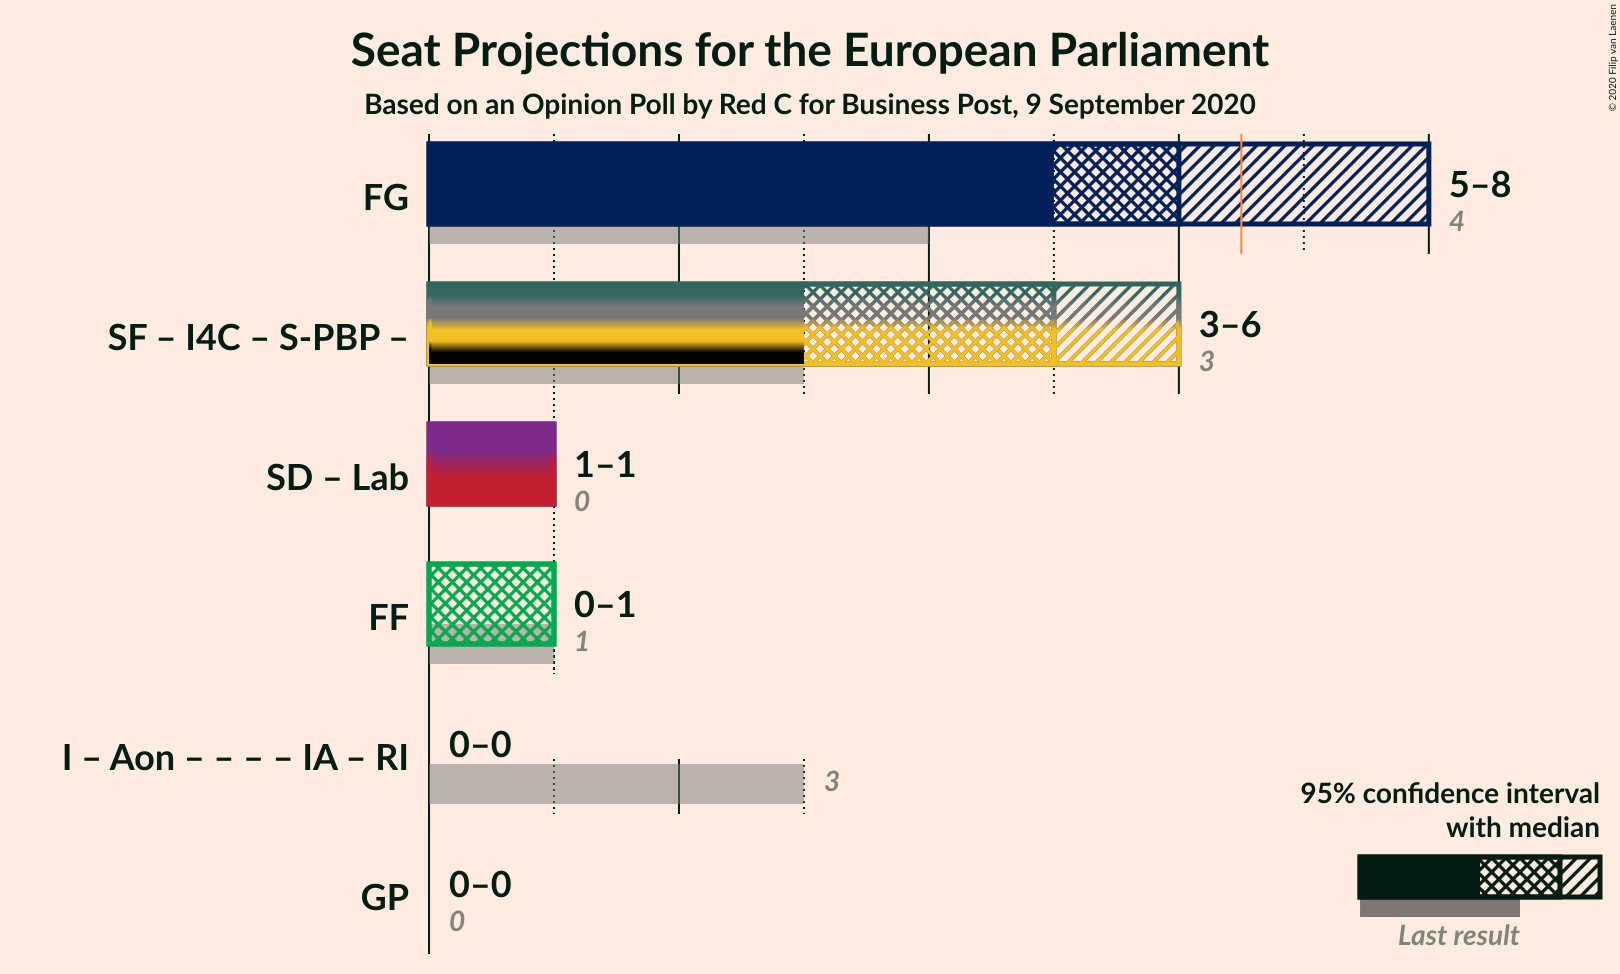 Seat Projections for the European Parliament
Based on an Opinion Poll by Red C for Business Post, 9 September 2020
© 2020 Filip van Laenen
FG
5–8
4
SF – I4C – S-PBP –
3–6
3
SD – Lab
1–1
0
FF
0–1
1
I – Aon – – – – IA – RI
0–0
3
GP
0–0
0
95% confidence interval
with median
Last result